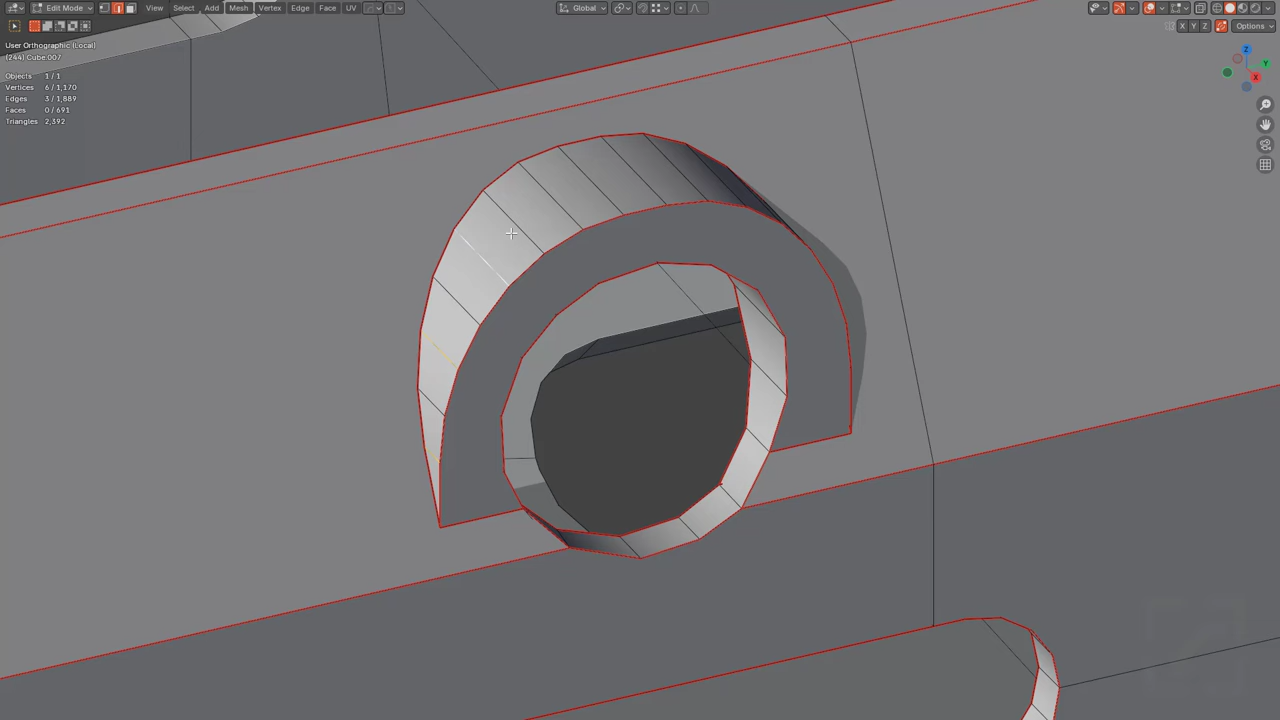 Edit Mode View Select Add Mesh Vertex Edge Face UV Global
X Y Z Options
User Orthographic (Local)
(244) Cube.007
Objects 1 / 1
Vertices 6 / 1,170
Edges 3 / 1,889
Faces 0 / 691
Triangles 2,392
Z
Y
X